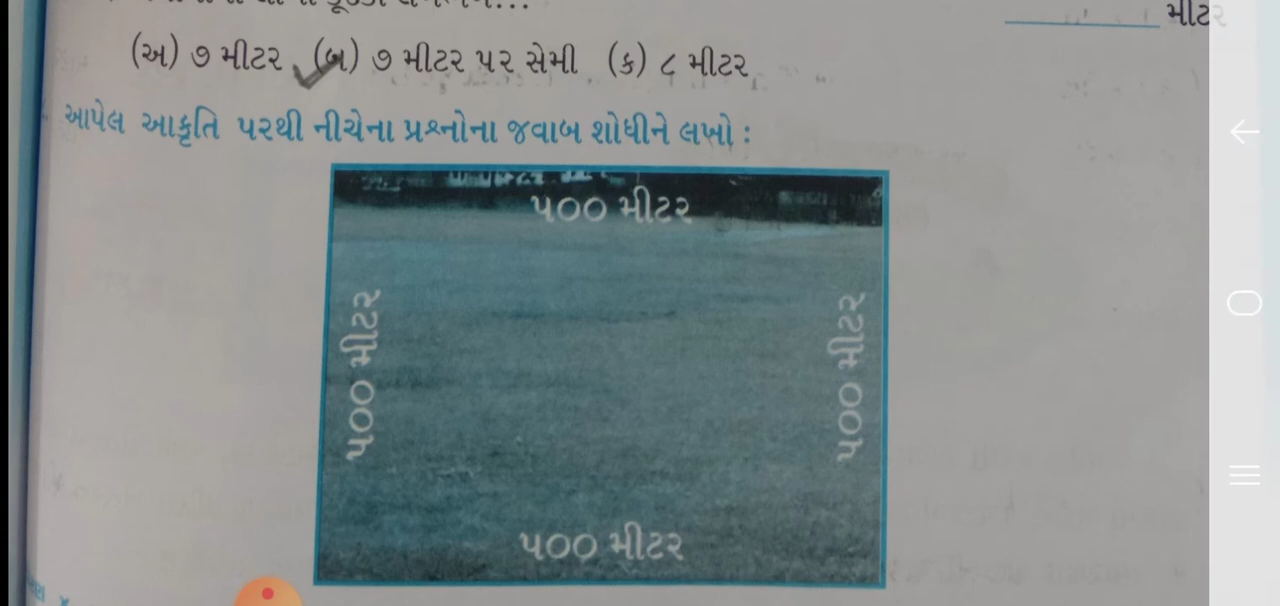 મીટર
(અ) ૭ મીટર (બ) ૭ મીટર ૫૨ સેમી (ક) ૮ મીટર
આપેલ આકૃતિ પરથી નીચેના પ્રશ્નોના જવાબ શોધીને લખો :
૫૦૦ મીટર
૫૦૦ મીટર
૫૦૦ મીટર
૫૦૦ મીટર